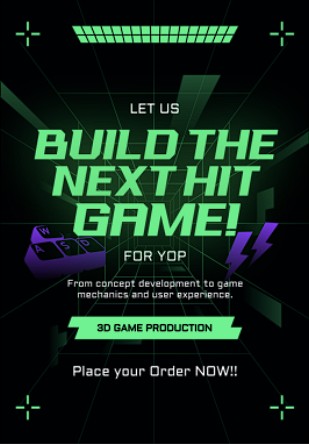 LET US
BUILD THE
NEXT HIT
GAME!
W
A S D
FOR YOP
From concept development to game
mechanics and user experience.
3D GAME PRODUCTION
Place your Order NOW!!